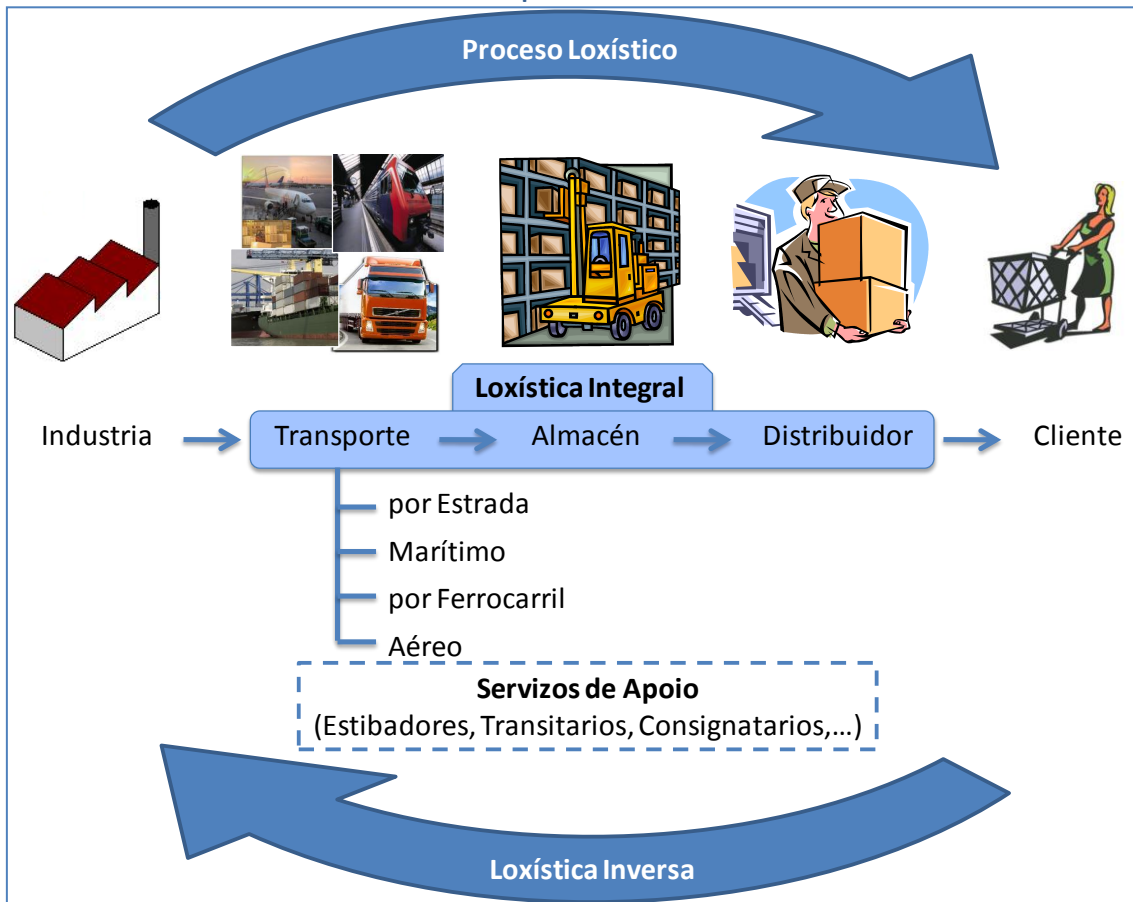 Proceso Loxístico
Loxística Integral
Industria
Transporte
Almacén
Distribuidor
Cliente
por Estrada
Marítimo
por Ferrocarril
Aéreo
Servizos de Apoio
(Estibadores, Transitarios, Consignatarios,...)
Loxística Inversa